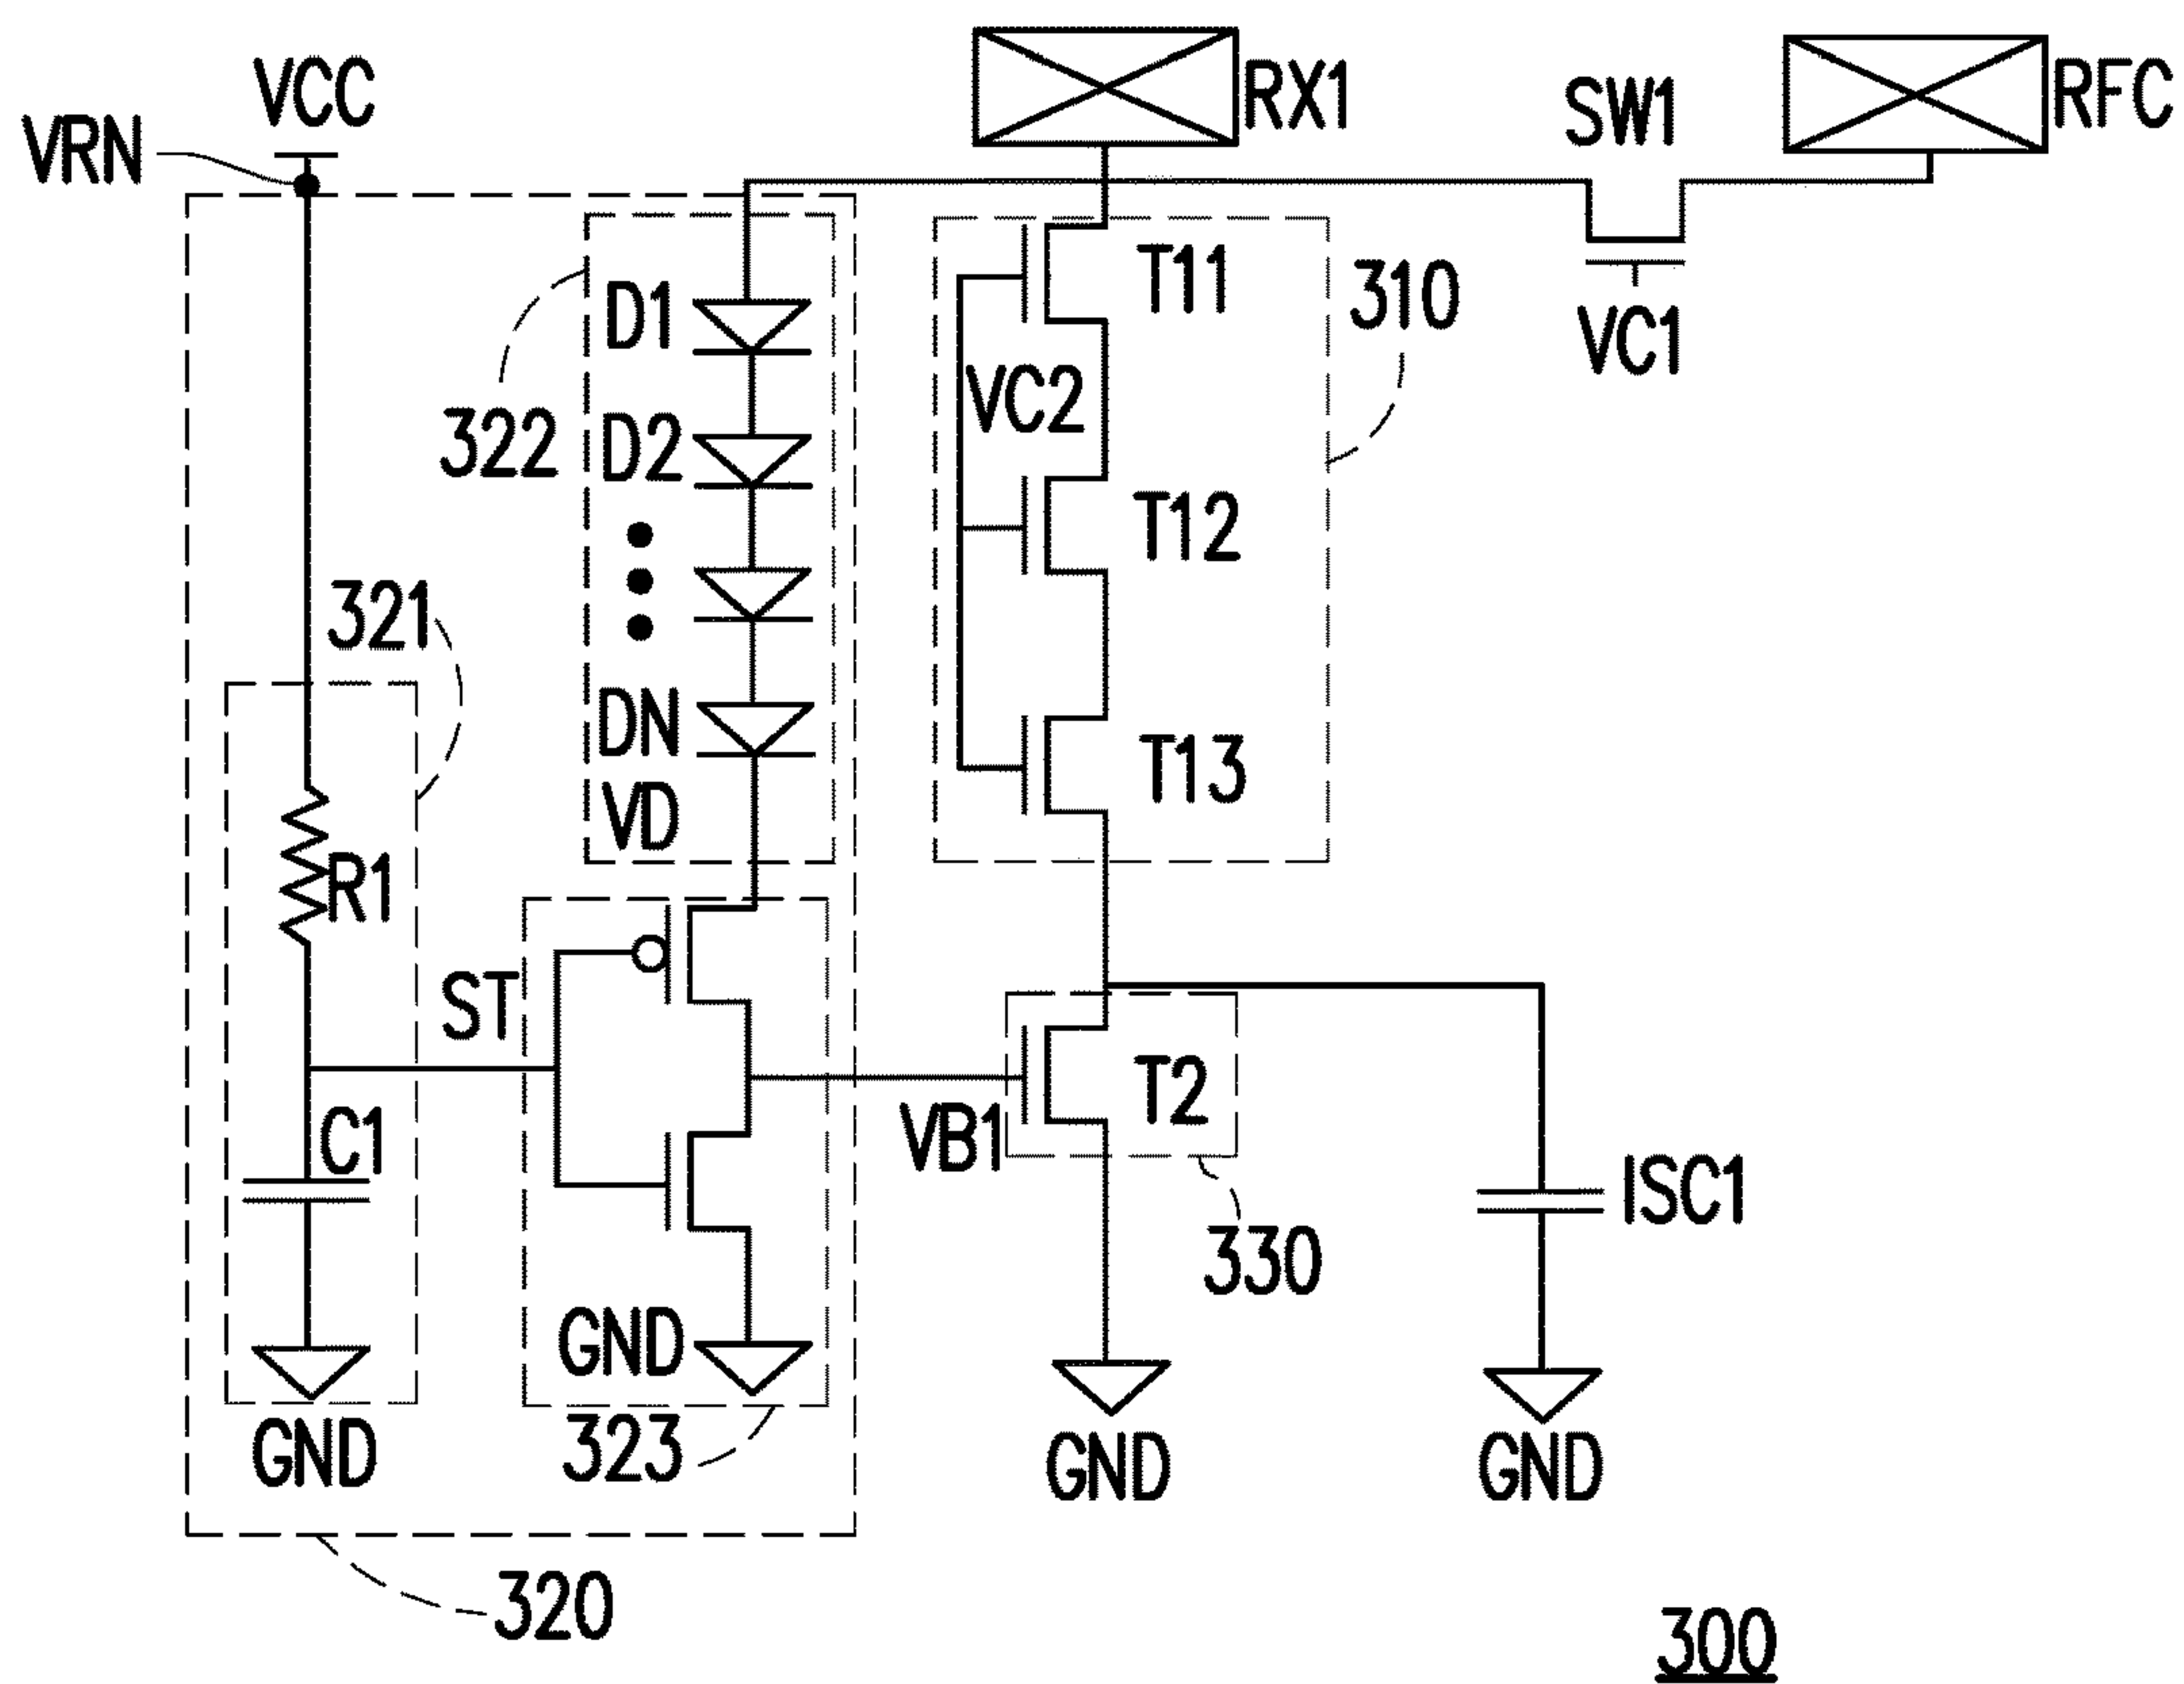 VCC
VRN
RX1
SW1
RFC
D1
T11
310
VC1
VC2
322
D2
T12
321
DN
T13
VD
R1
ST
C1
VB1
T2
ISC1
330
GND
323
GND
GND
GND
320
300